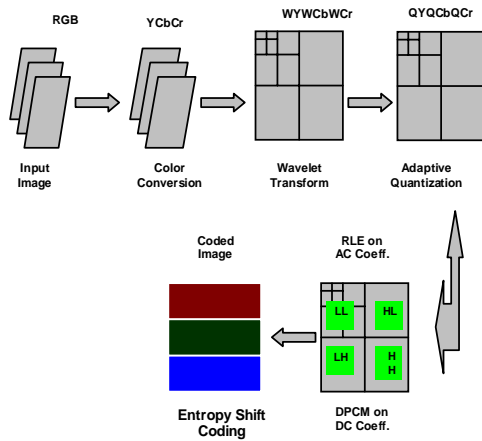 RGB
YCbCr
WYWCbWCr
QYQCbQCr
Input
Image
Color
Conversion
Wavelet
Transform
Adaptive
Quantization
Coded
Image
RLE on
AC Coeff.
LL
HL
LH
H
H
DPCM on
DC Coeff.
Entropy Shift
Coding